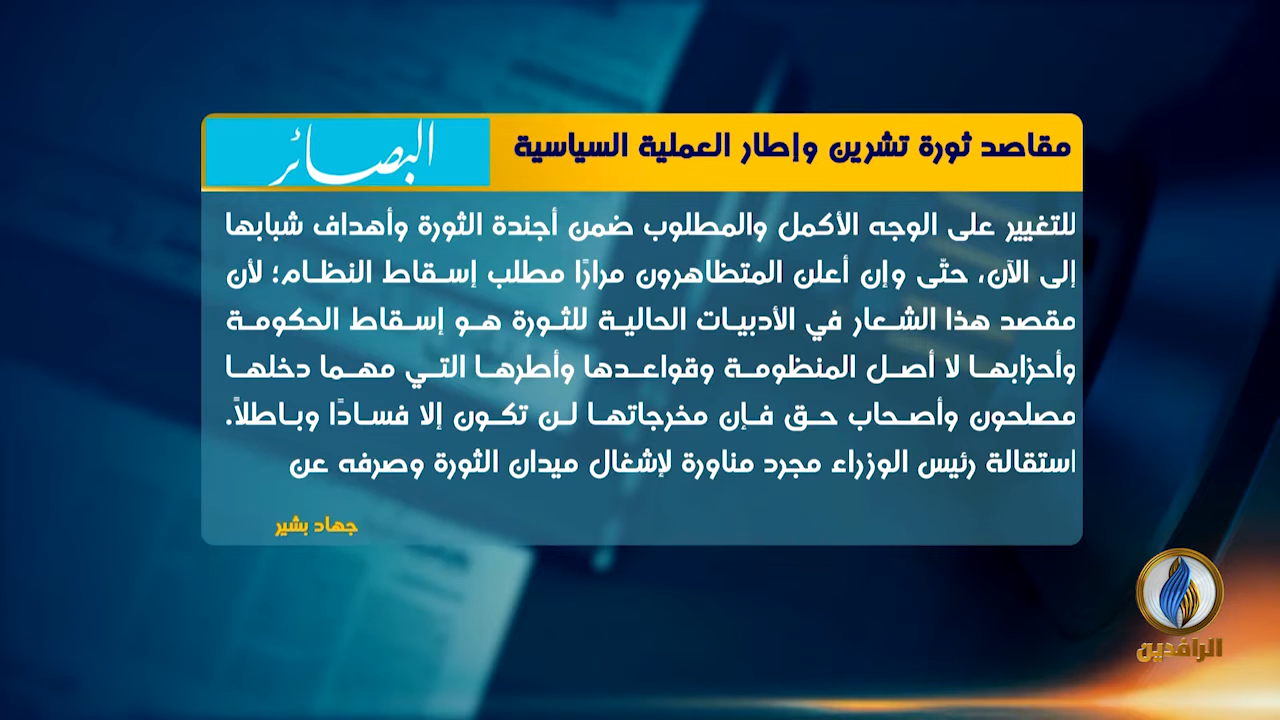 مقاصد ثورة تشرين وإطار العملية السياسية
البصائر
للتغيير على الوجه الأكمل والمطلوب ضمن أجندة الثورة وأهداف شبابها
إلى الآن، حتّى وإن أعلن المتظاهرون مرارًا مطلب إسقاط النظام؛ لأن
مقصد هذا الشعار في الأدبيات الحالية للثورة هو إسقاط الحكومة
وأحزابها لا أصل المنظومة وقواعدها وأطرها التي مهما دخلها
مصلحون وأصحاب حق فإن مخرجاتها لن تكون إلا فسادًا وباطلاً.
استقالة رئيس الوزراء مجرد مناورة لإشغال ميدان الثورة وصرفه عن
جهاد بشير
الرافدين